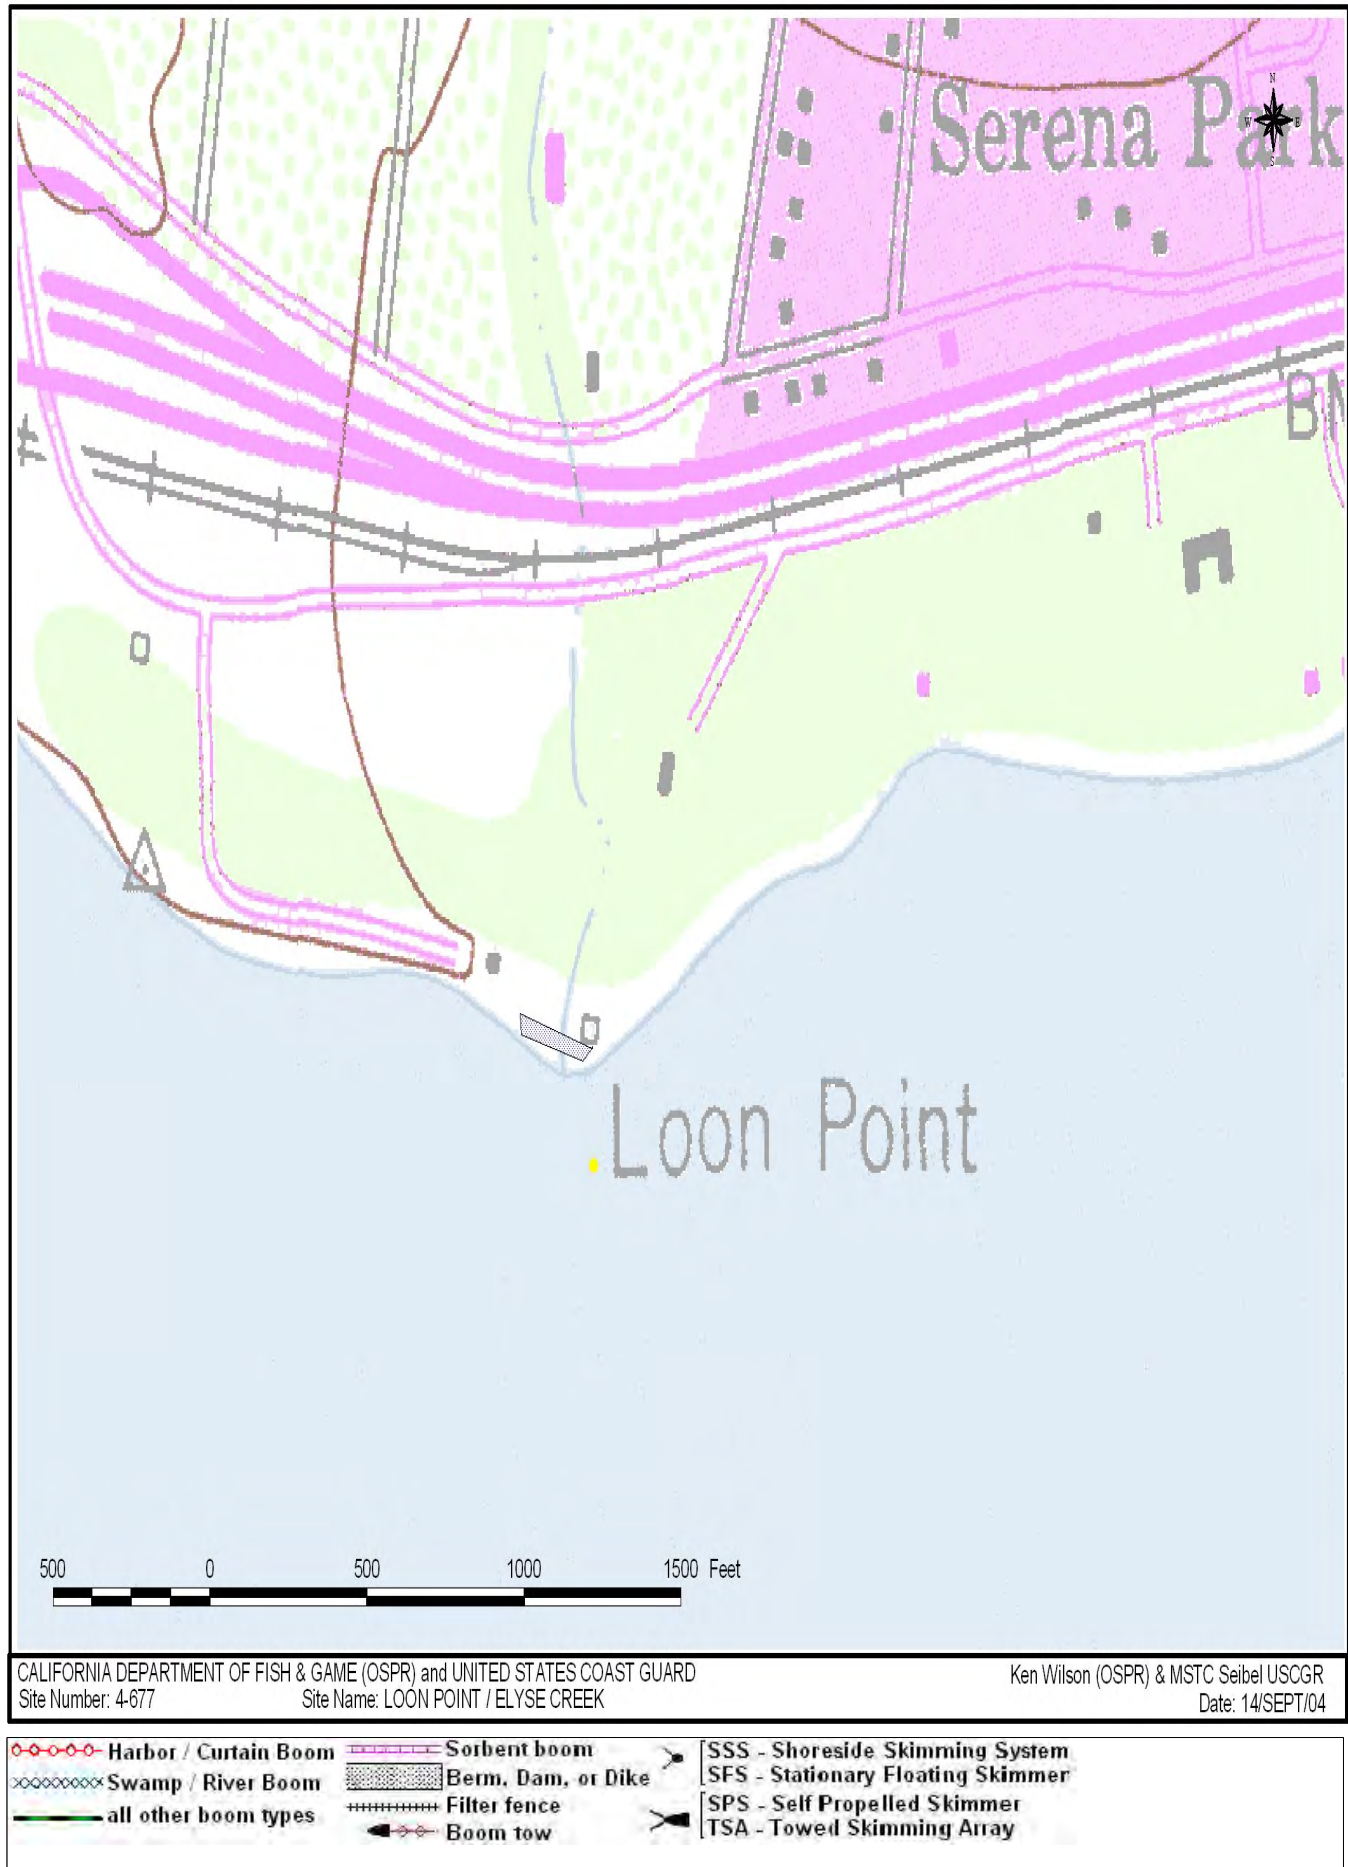 N
W E
S
Serena Park
BM
Loon Point
500 0 500 1000 1500 Feet
CALIFORNIA DEPARTMENT OF FISH & GAME (OSPR) and UNITED STATES COAST GUARD
Ken Wilson (OSPR) & MSTC Seibel USCGR
Site Number: 4-677 Site Name: LOON POINT / ELYSE CREEK
Date: 14/SEPT/04
Harbor / Curtain Boom
Swamp / River Boom
all other boom types
Sorbent boom
Berm, Dam, or Dike
Filter fence
Boom tow
SSS - Shoreside Skimming System
SFS - Stationary Floating Skimmer
SPS - Self Propelled Skimmer
TSA - Towed Skimming Array